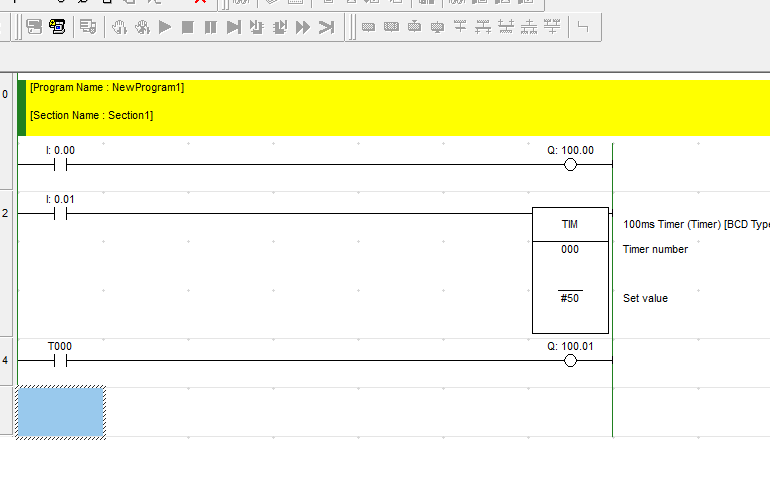 0
[Program Name : NewProgram1]
[Section Name : Section1]
I: 0.00
Q: 100.00
I: 0.01
2
TIM
100ms Timer (Timer) [BCD Type
000
Timer number
#50
Set value
T000
Q: 100.01
4